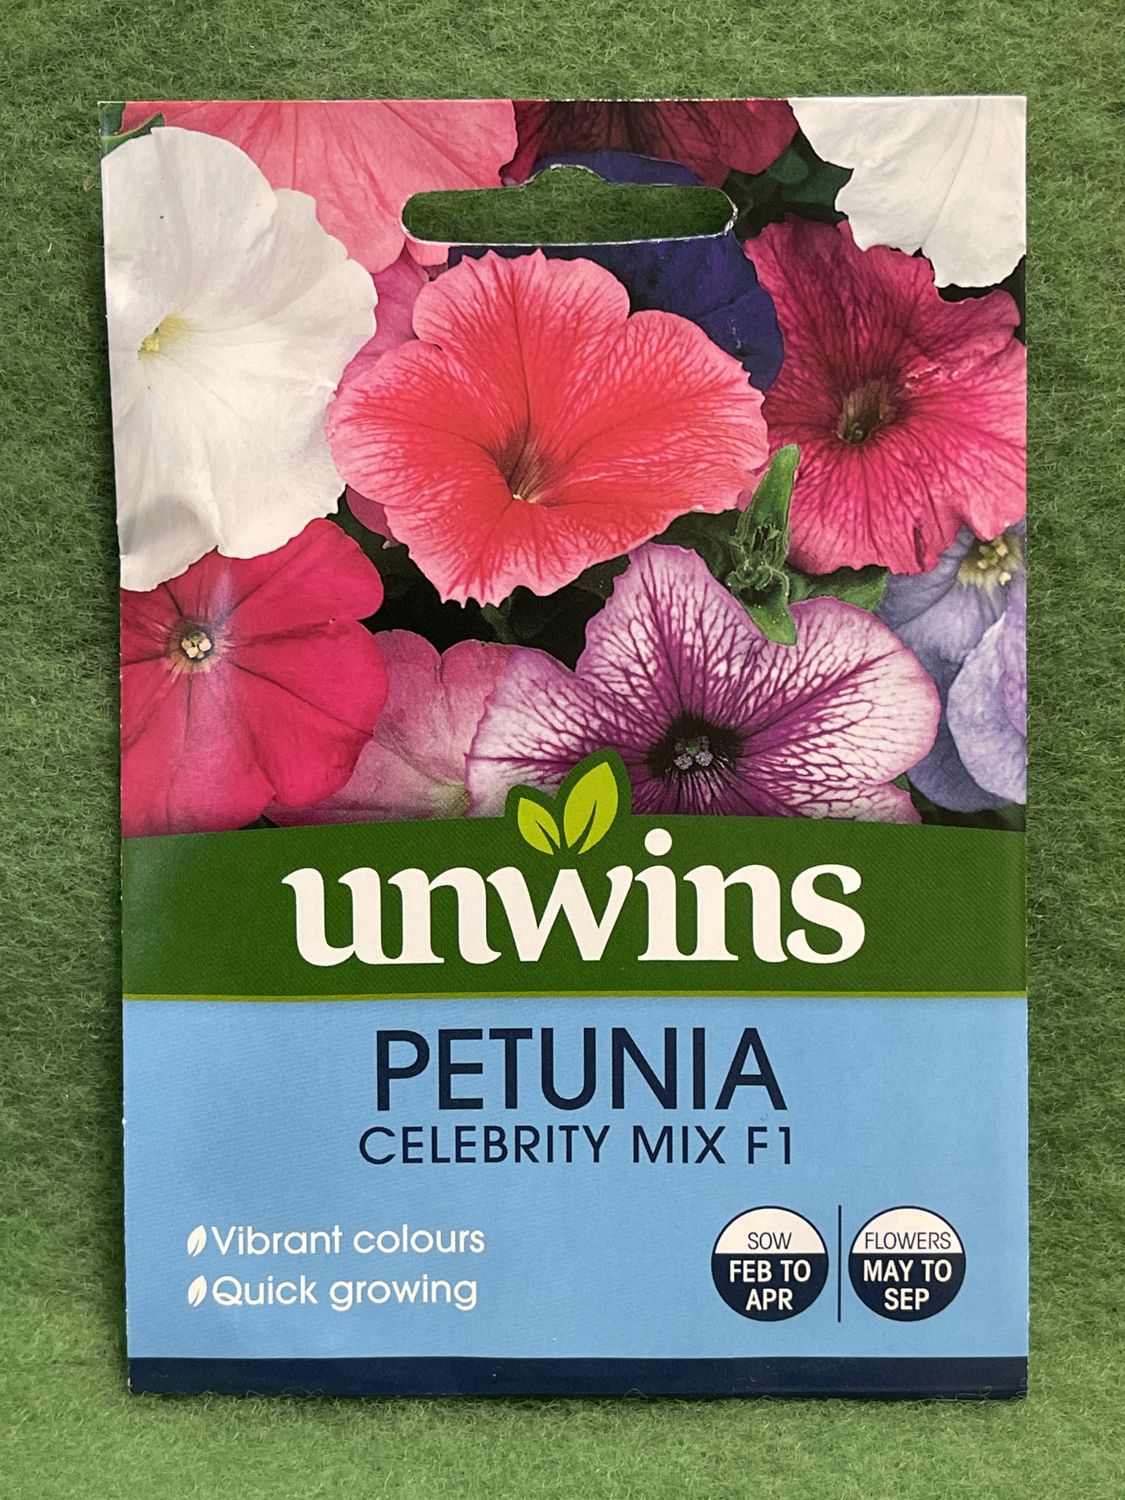 unwins
PETUNIA
CELEBRITY MIX F1
Vibrant colours
Quick growing
SOW
FEB TO
APR
FLOWERS
MAY TO
SEP